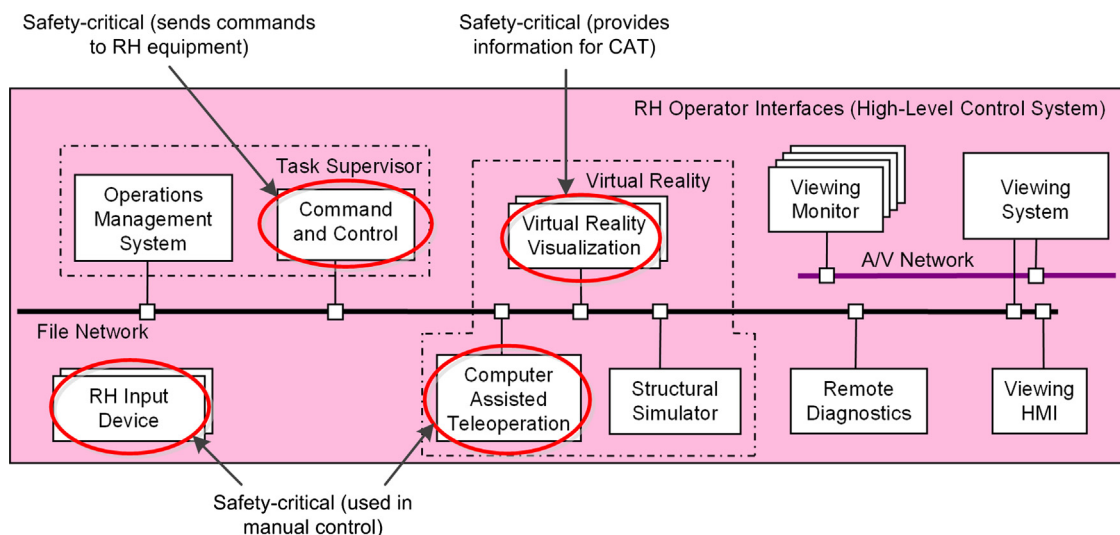 Safety-critical (sends commands
to RH equipment)
Safety-critical (provides
information for CAT)
RH Operator Interfaces (High-Level Control System)
Task Supervisor
Operations
Management
System
Command
and Control
Virtual Reality
Virtual Reality
Visualization
Viewing
Monitor
Viewing
System
A/V Network
File Network
RH Input
Device
Computer
Assisted
Teleoperation
Structural
Simulator
Remote
Diagnostics
Viewing
HMI
Safety-critical (used in
manual control)